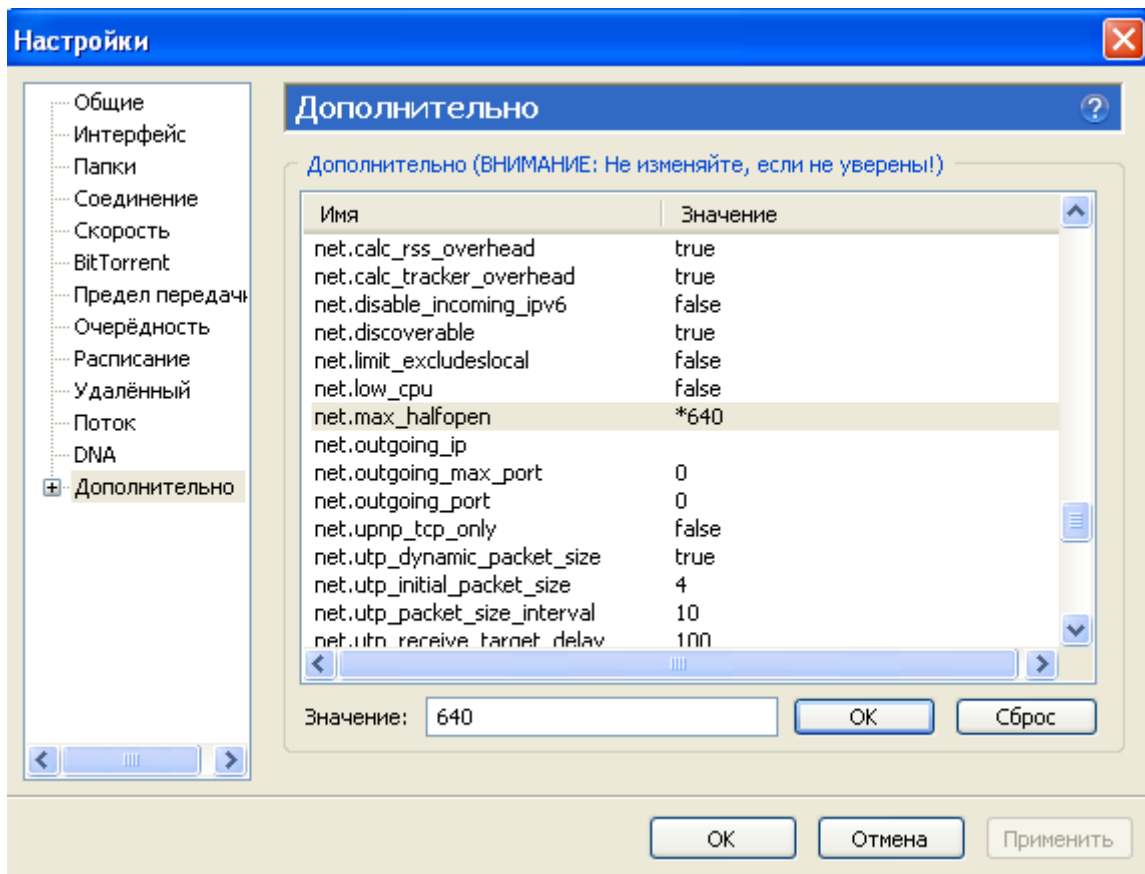 Настройки
Общие
Интерфейс
Папки
Соединение
Скорость
BitTorrent
Предел передачи
Очерёдность
Расписание
Удалённый
Поток
DNA
Дополнительно
Дополнительно
Дополнительно (ВНИМАНИЕ: Не изменяйте, если не уверены!)
Имя Значение
net.calc_rss_overhead true
net.calc_tracker_overhead true
net.disable_incoming_ipv6 false
net.discoverable true
net.limit_excludeslocal false
net.low_cpu false
net.max_halfopen *640
net.outgoing_ip
net.outgoing_max_port 0
net.outgoing_port 0
net.upnp_tcp_only false
net.utp_dynamic_packet_size true
net.utp_initial_packet_size 4
net.utp_packet_size_interval 10
net.utp_receive_target_delay 100
Значение: 640 OK Сброс
OK Отмена Применить